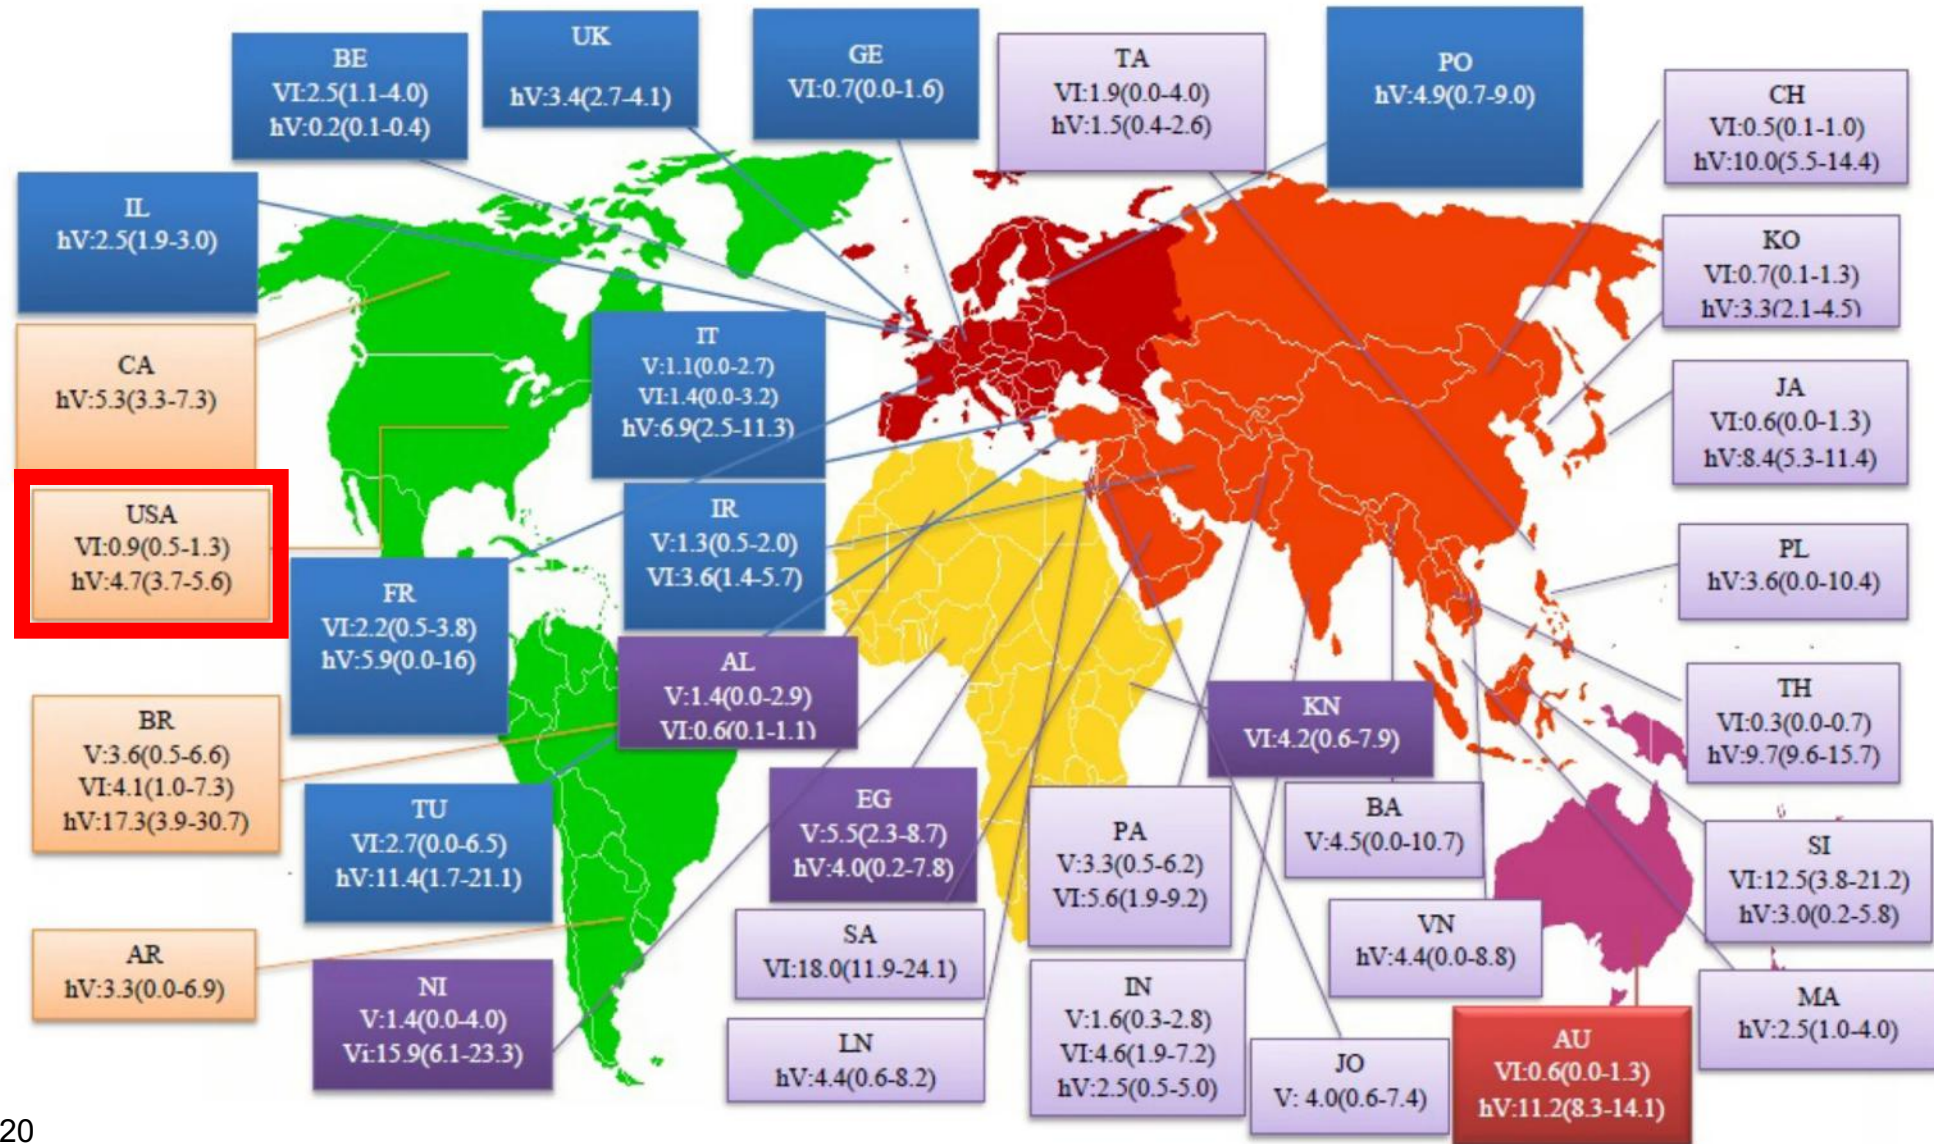 BE
VI:2.5(1.1-4.0)
hV:0.2(0.1-0.4)
UK
hV:3.4(2.7-4.1)
GE
VI:0.7(0.0-1.6)
TA
VI:1.9(0.0-4.0)
hV:1.5(0.4-2.6)
PO
hV:4.9(0.7-9.0)
CH
VI:0.5(0.1-1.0)
hV:10.0(5.5-14.4)
IL
hV:2.5(1.9-3.0)
KO
VI:0.7(0.1-1.3)
hV:3.3(2.1-4.5)
CA
hV:5.3(3.3-7.3)
IT
V:1.1(0.0-2.7)
VI:1.4(0.0-3.2)
hV:6.9(2.5-11.3)
JA
VI:0.6(0.0-1.3)
hV:8.4(5.3-11.4)
USA
VI:0.9(0.5-1.3)
hV:4.7(3.7-5.6)
IR
V:1.3(0.5-2.0)
VI:3.6(1.4-5.7)
PL
hV:3.6(0.0-10.4)
FR
VI:2.2(0.5-3.8)
hV:5.9(0.0-16)
AL
V:1.4(0.0-2.9)
VI:0.6(0.1-1.1)
KN
VI:4.2(0.6-7.9)
TH
VI:0.3(0.0-0.7)
hV:9.7(9.6-15.7)
BR
V:3.6(0.5-6.6)
VI:4.1(1.0-7.3)
hV:17.3(3.9-30.7)
TU
VI:2.7(0.0-6.5)
hV:11.4(1.7-21.1)
EG
V:5.5(2.3-8.7)
hV:4.0(0.2-7.8)
PA
V:3.3(0.5-6.2)
VI:5.6(1.9-9.2)
BA
V:4.5(0.0-10.7)
SI
VI:12.5(3.8-21.2)
hV:3.0(0.2-5.8)
AR
hV:3.3(0.0-6.9)
NI
V:1.4(0.0-4.0)
Vi:15.9(6.1-23.3)
SA
VI:18.0(11.9-24.1)
VN
hV:4.4(0.0-8.8)
LN
hV:4.4(0.6-8.2)
IN
V:1.6(0.3-2.8)
VI:4.6(1.9-7.2)
hV:2.5(0.5-5.0)
JO
V: 4.0(0.6-7.4)
AU
VI:0.6(0.0-1.3)
hV:11.2(8.3-14.1)
MA
hV:2.5(1.0-4.0)
20